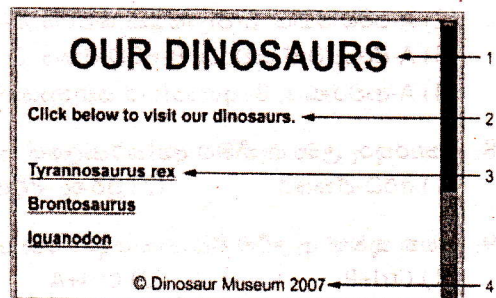 OUR DINOSAURS 1
Click below to visit our dinosaurs. 2
Tyrannosaurus rex 3
Brontosaurus
Iguanodon
© Dinosaur Museum 2007 4